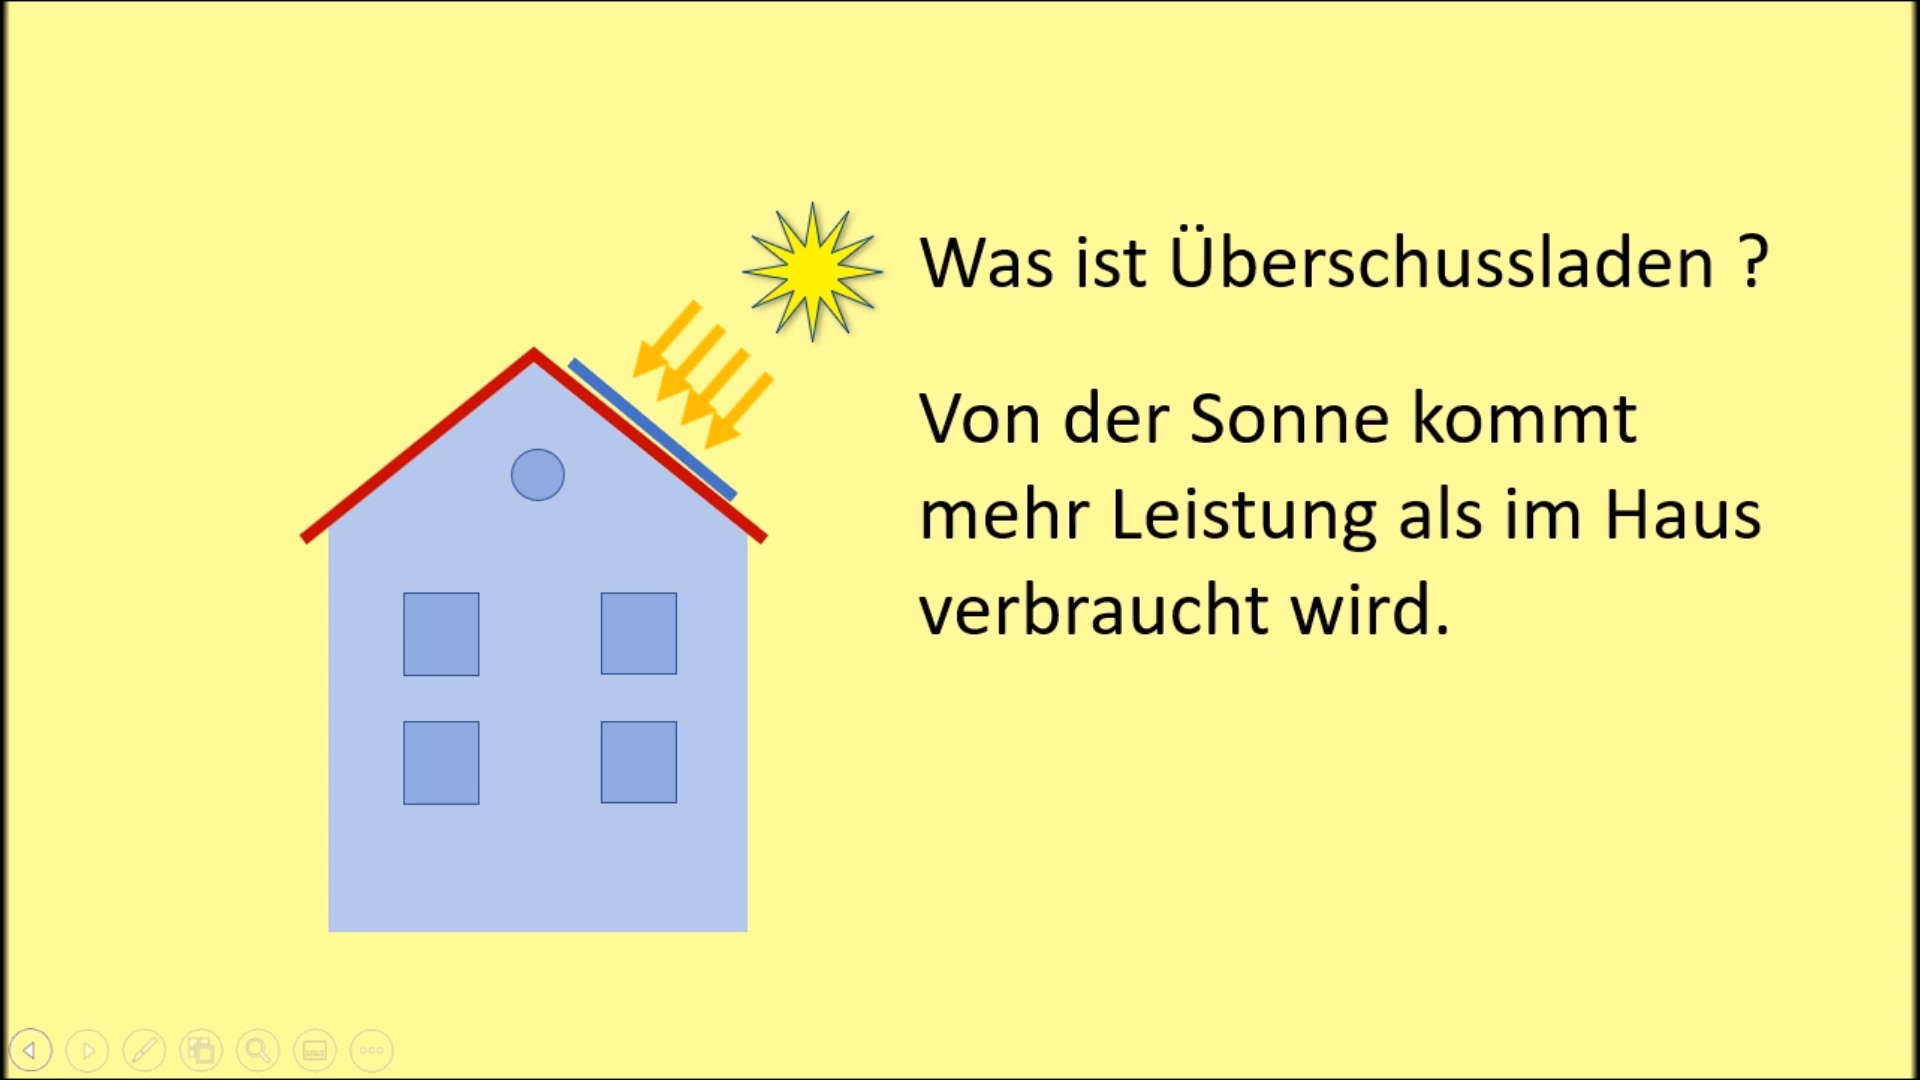 Was ist Überschussladen ?
Von der Sonne kommt
mehr Leistung als im Haus
verbraucht wird.